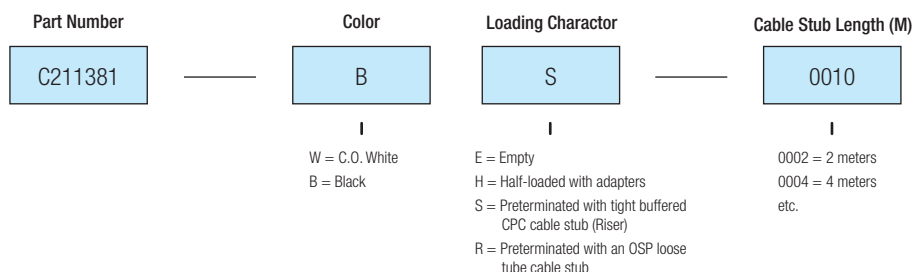 Part Number
Color
Loading Charactor
Cable Stub Length (M)
C211381
B
S
0010
W = C.O. White
B = Black
E = Empty
H = Half-loaded with adapters
S = Preterminated with tight buffered
CPC cable stub (Riser)
R = Preterminated with an OSP loose
tube cable stub
0002 = 2 meters
0004 = 4 meters
etc.